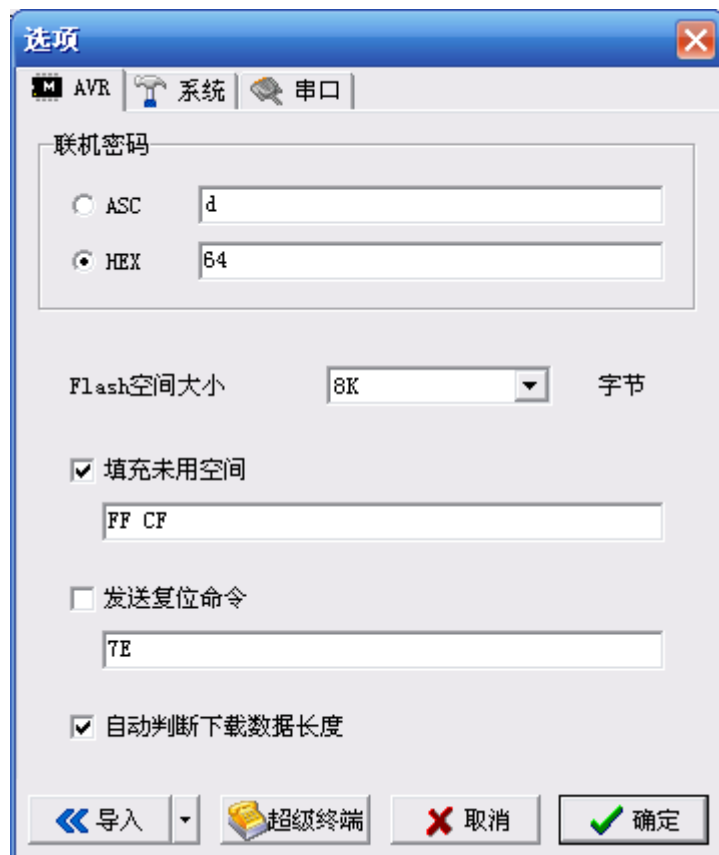 选项
AVR 系统 串口
联机密码
ASC d
HEX 64
Flash空间大小 8K 字节
填充未用空间
FF CF
发送复位命令
7E
自动判断下载数据长度
导入 超级终端 取消 确定